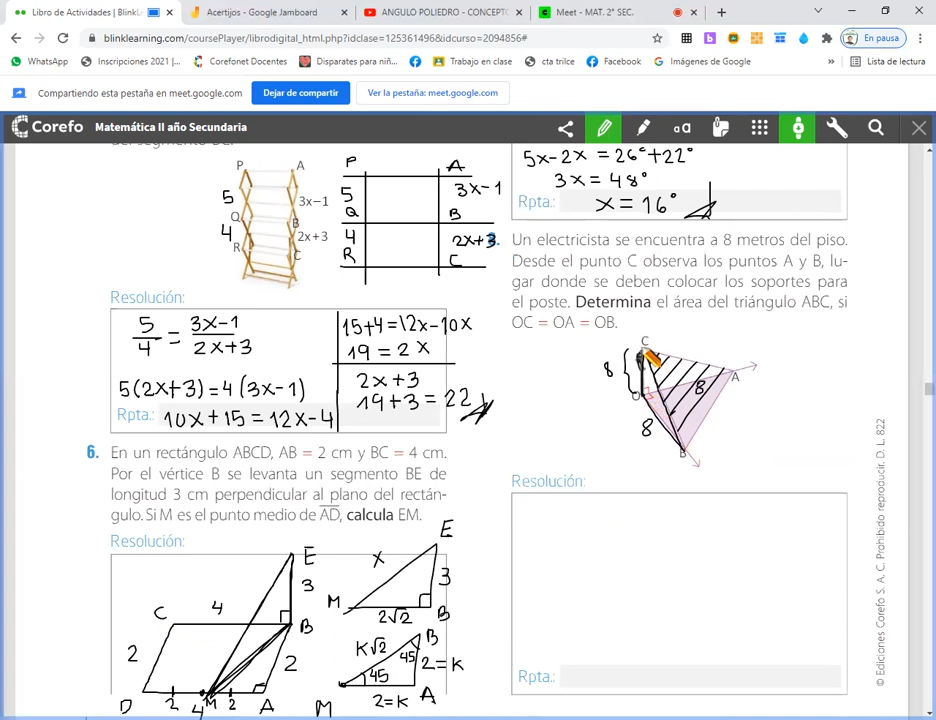 Libro de Actividades | B
Acertijos - Google Jamboard
ANGULO POLIEDRO - CONCEPTO
Meet - MAT. 2° SEC.
blinklearning.com/coursePlayer/librodigital_html.php?idclase=125361496&idcurso=2094856#
En pausa
WhatsApp
Inscripciones 2021 |...
Corefonet Docentes
Disparates para niñ...
Trabajo en clase
cta trilce
Facebook
Imágenes de Google
»
Lista de lectura
Compartiendo esta pestaña en meet.google.com
Dejar de compartir
Ver la pestaña: meet.google.com
Corefo
Matemática II año Secundaria
P A
5 3x−1
Q B
4 2x+3
R C
P A
5 3x-1
Q B
4 2x+3
R C
Resolución:
5/4 = 3x-1/2x+3
5(2x+3)=4(3x-1)
Rpta.: 10x+15=12x-4
15+4=12x-10x
19=2x
2x+3
19+3=22
6. En un rectángulo ABCD, AB = 2 cm y BC = 4 cm.
Por el vértice B se levanta un segmento BE de
longitud 3 cm perpendicular al plano del rectán-
gulo. Si M es el punto medio de AD, calcula EM.
Resolución:
E
3
C 4 B
2 2
D 2 M 2 A
4
E
x 3
M 2√2 B
B
K√2 45 2=K
45
M 2=K A
5x-2x=26°+22°
3x=48°
Rpta.: x=16°
Un electricista se encuentra a 8 metros del piso.
Desde el punto C observa los puntos A y B, lu-
gar donde se deben colocar los soportes para
el poste. Determina el área del triángulo ABC, si
OC = OA = OB.
C
8 8 A
O
8
B
Resolución:
Rpta.:
© Ediciones Corefo S. A. C. Prohibido reproducir. D. L. 822